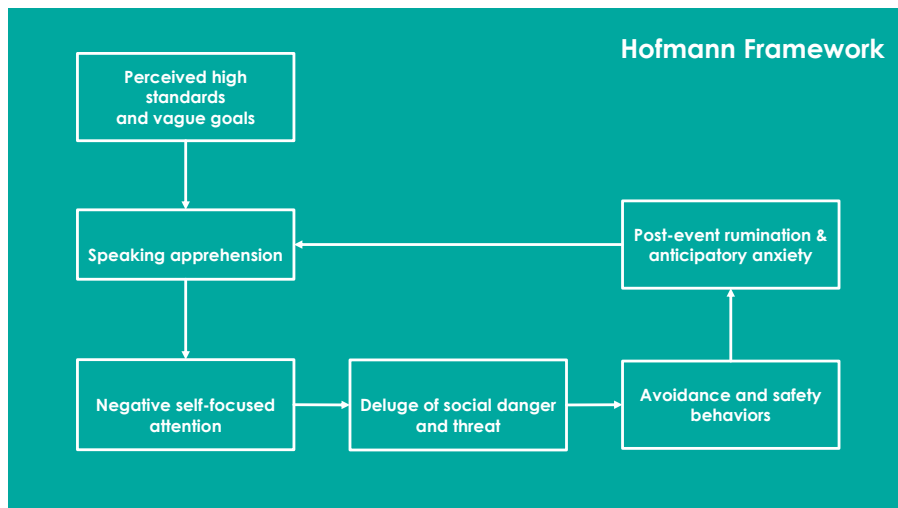 Hofmann Framework
Perceived high
standards
and vague goals
Speaking apprehension
Post-event rumination &
anticipatory anxiety
Negative self-focused
attention
Deluge of social danger
and threat
Avoidance and safety
behaviors